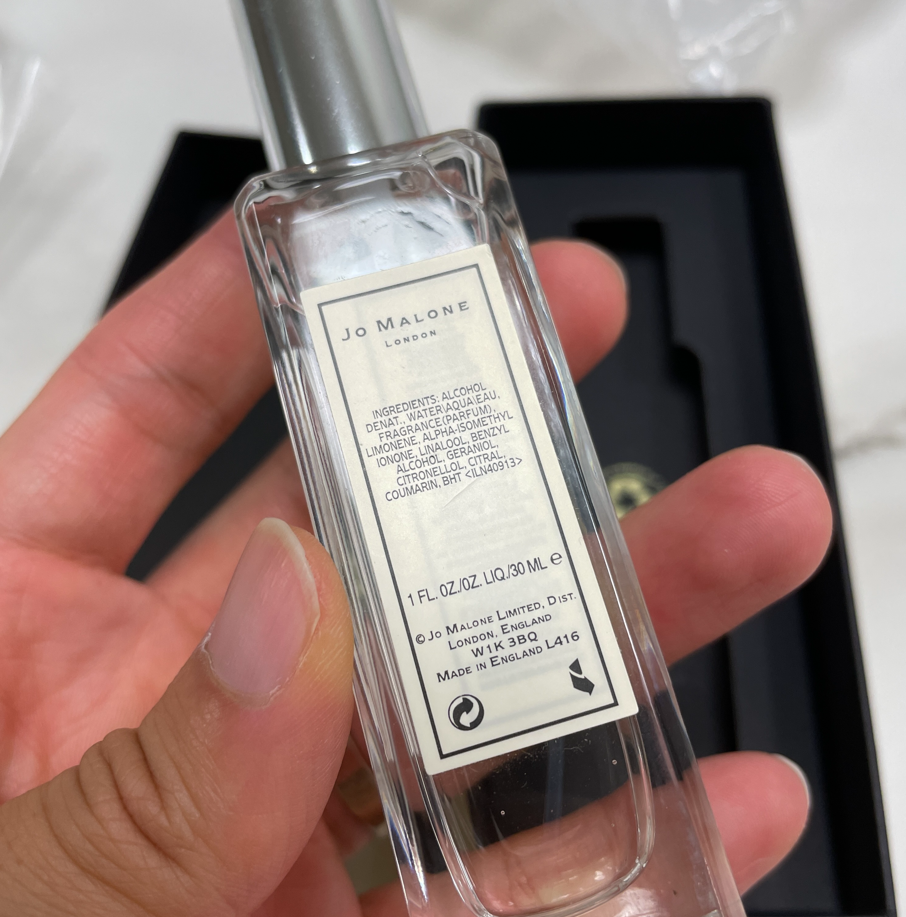 JO MALONE
LONDON
INGREDIENTS: ALCOHOL
DENAT., WATER\AQUA\EAU,
FRAGRANCE(PARFUM),
LIMONENE, ALPHA-ISOMETHYL
IONONE, LINALOOL, BENZYL
ALCOHOL, GERANIOL,
CITRONELLOL, CITRAL,
COUMARIN, BHT <ILN40913>
1 FL. OZ./OZ. LIQ./30 ML ℮
© JO MALONE LIMITED, DIST.
LONDON, ENGLAND
W1K 3BQ
MADE IN ENGLAND L416